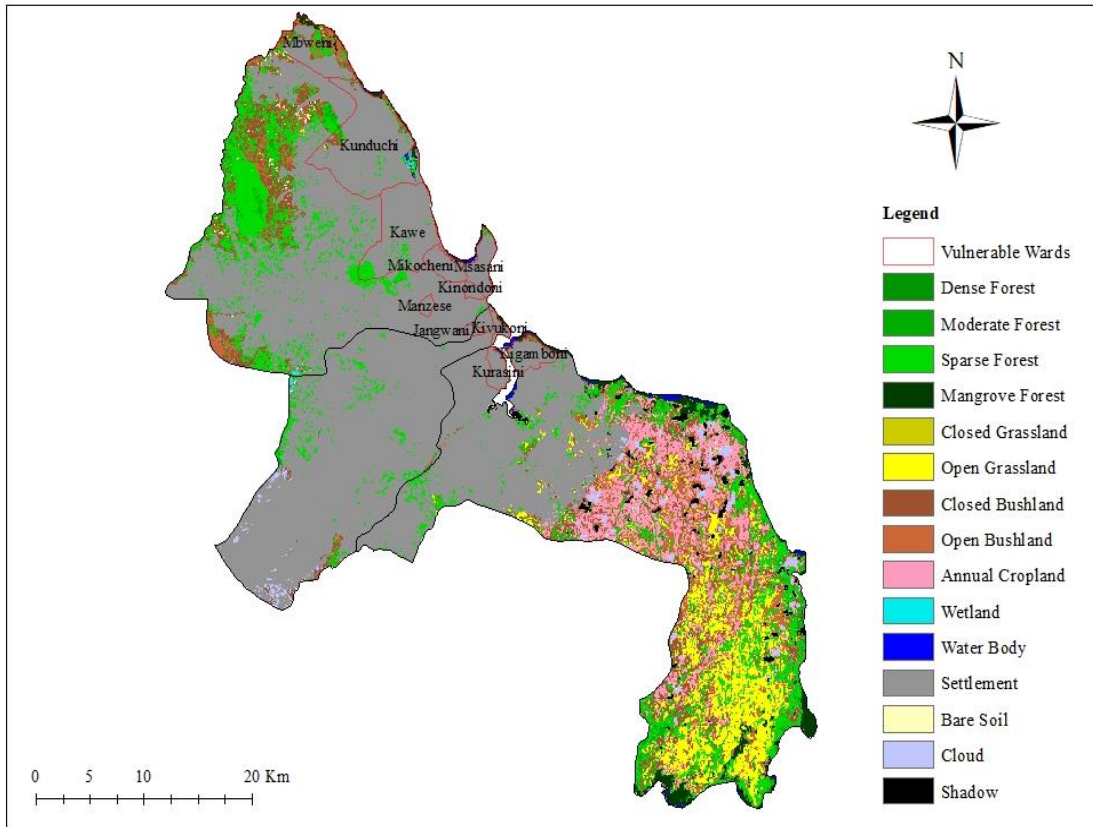 Mbweni
N
Kunduchi
Legend
Kawe
Vulnerable Wards
Mikocheni
Msasani
Dense Forest
Kinondoni
Manzese
Moderate Forest
Jangwani
Kivukoni
Kigamboni
Sparse Forest
Kurasini
Mangrove Forest
Closed Grassland
Open Grassland
Closed Bushland
Open Bushland
Annual Cropland
Wetland
Water Body
Settlement
Bare Soil
Cloud
Shadow
0 5 10 20 Km